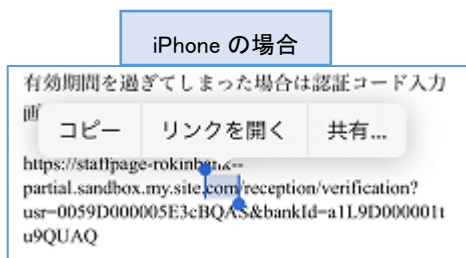 iPhone の場合
有効期間を過ぎてしまった場合は認証コード入力
コピー リンクを開く 共有...
https://staffpage-rokinbank--
partial.sandbox.my.site.com/reception/verification?
usr=0059D000005E3cBQAS&bankId=a1L9D000001t
u9QUAQ